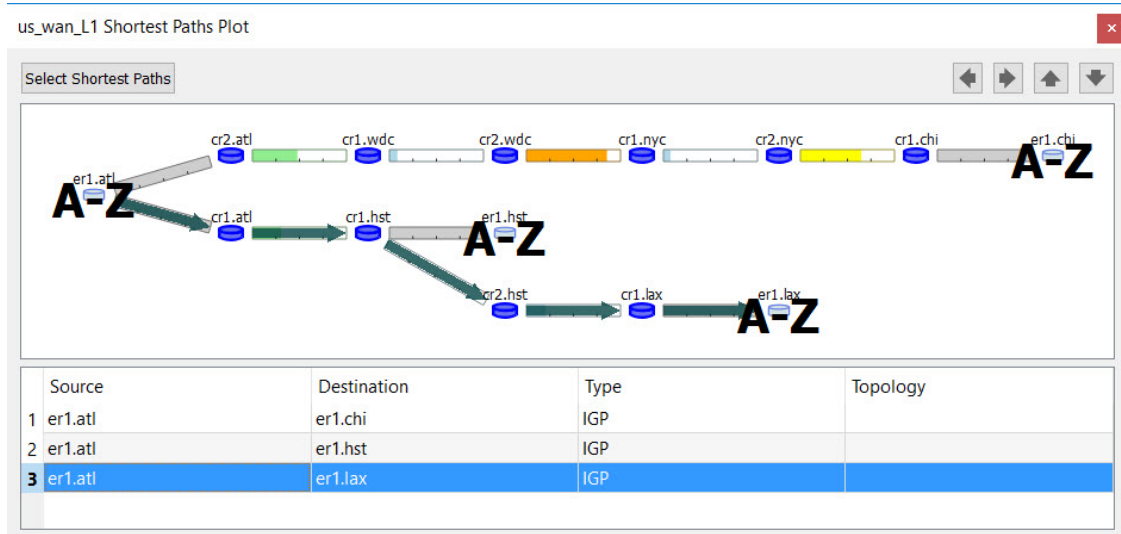 us_wan_L1 Shortest Paths Plot
Select Shortest Paths
cr2.atl cr1.wdc cr2.wdc cr1.nyc cr2.nyc cr1.chi er1.chi
A-Z
er1.atl
A-Z
cr1.atl cr1.hst er1.hst
A-Z
cr2.hst cr1.lax er1.lax
A-Z
Source Destination Type Topology
1 er1.atl er1.chi IGP
2 er1.atl er1.hst IGP
3 er1.atl er1.lax IGP